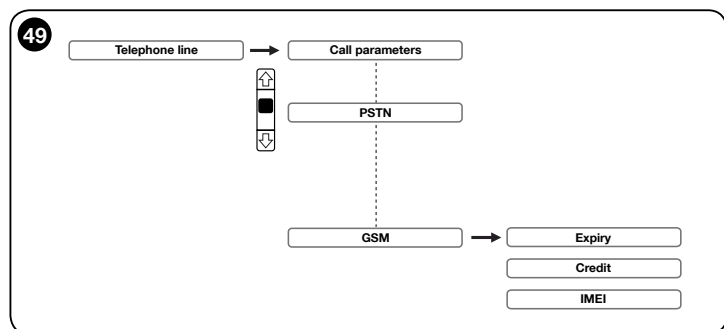 49
Telephone line
Call parameters
PSTN
GSM
Expiry
Credit
IMEI